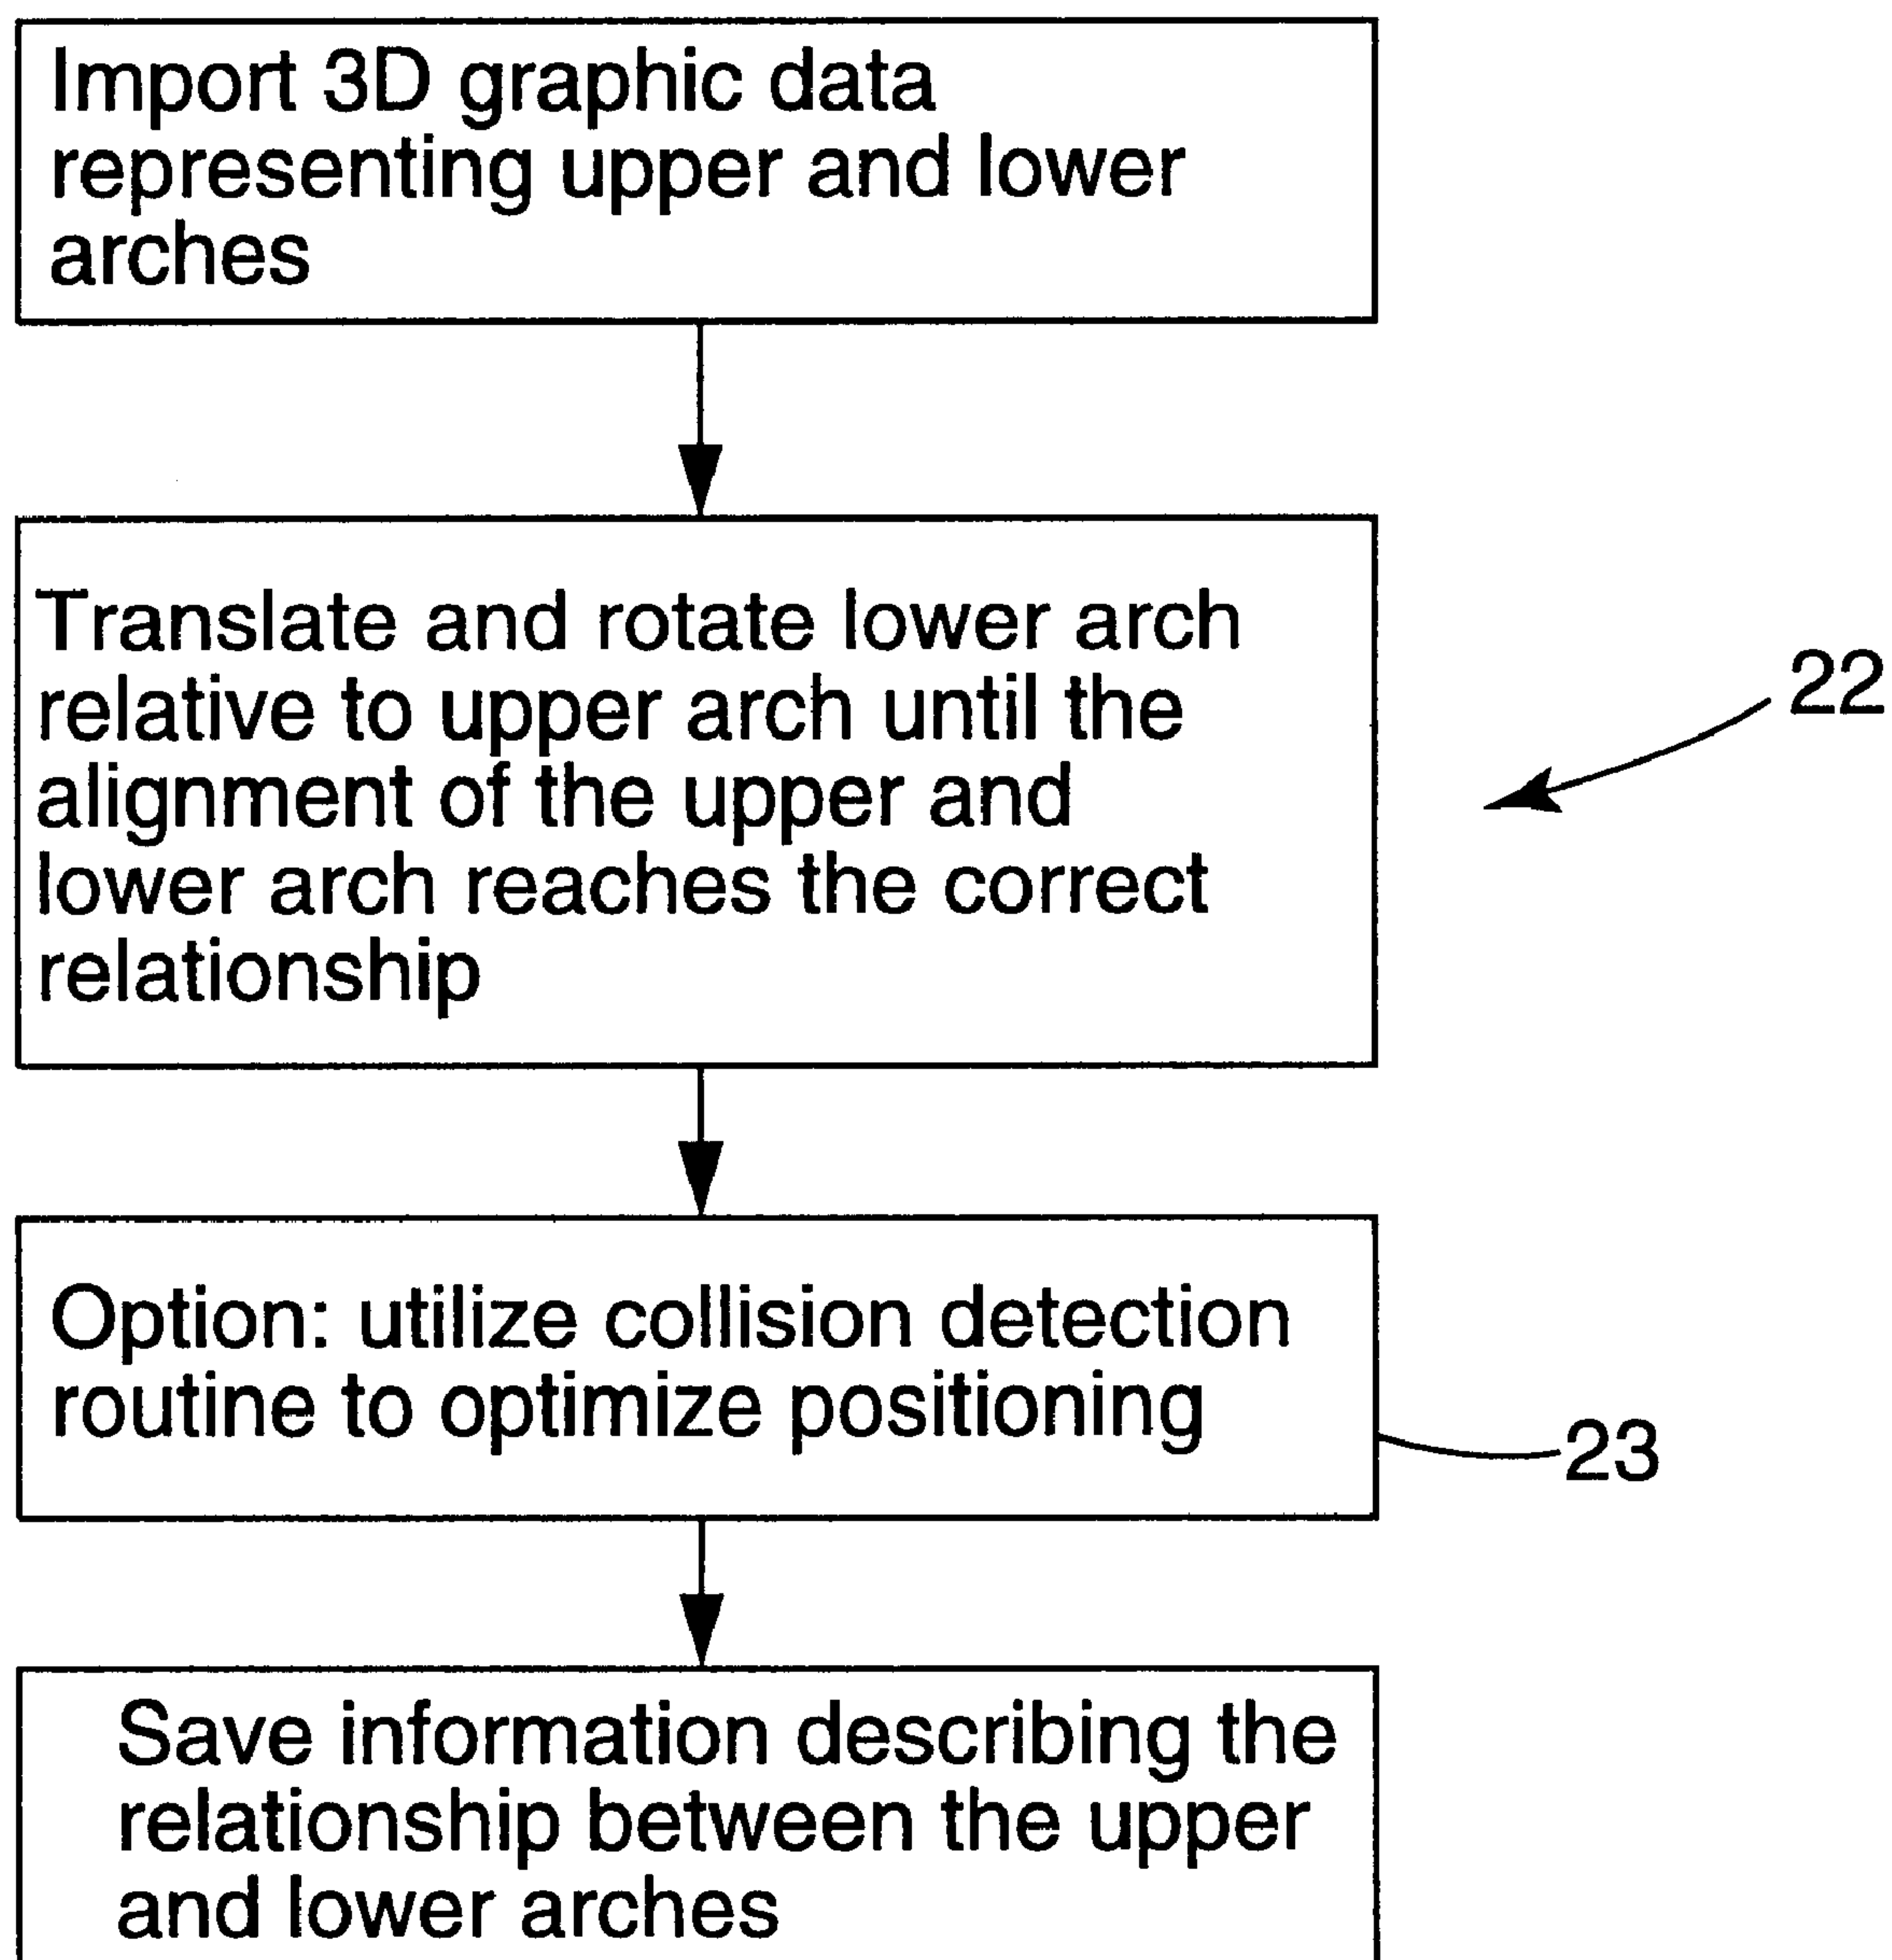 Import 3D graphic data
representing upper and lower
arches
Translate and rotate lower arch
relative to upper arch until the
alignment of the upper and
lower arch reaches the correct
relationship
22
Option: utilize collision detection
routine to optimize positioning
23
Save information describing the
relationship between the upper
and lower arches